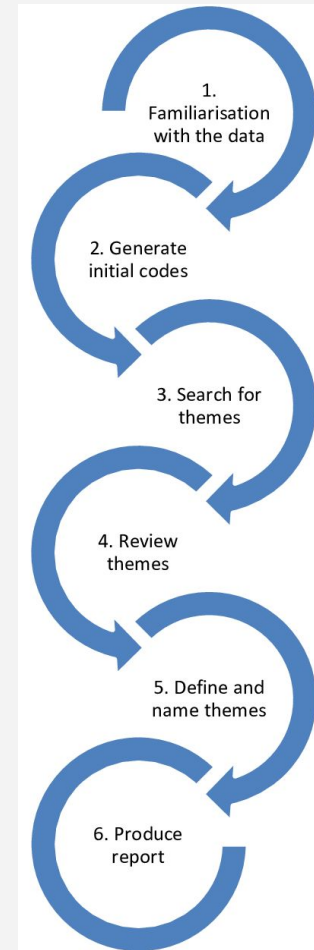 1.
Familiarisation
with the data
2. Generate
initial codes
3. Search for
themes
4. Review
themes
5. Define and
name themes
6. Produce
report